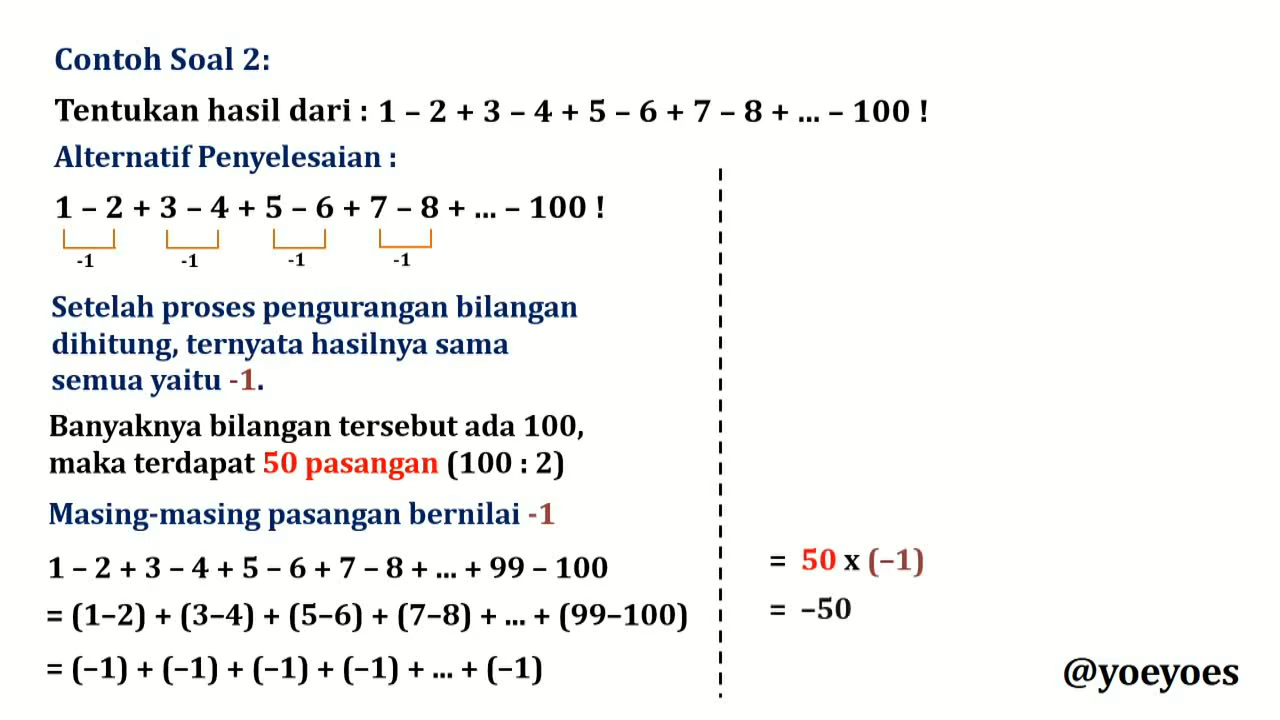 Contoh Soal 2:
Tentukan hasil dari : 1 – 2 + 3 – 4 + 5 – 6 + 7 – 8 + ... – 100 !
Alternatif Penyelesaian :
1 – 2 + 3 – 4 + 5 – 6 + 7 – 8 + ... – 100 !
-1 -1 -1 -1
Setelah proses pengurangan bilangan
dihitung, ternyata hasilnya sama
semua yaitu -1.
Banyaknya bilangan tersebut ada 100,
maka terdapat 50 pasangan (100 : 2)
Masing-masing pasangan bernilai -1
1 – 2 + 3 – 4 + 5 – 6 + 7 – 8 + ... + 99 – 100
= (1–2) + (3–4) + (5–6) + (7–8) + ... + (99–100)
= (–1) + (–1) + (–1) + (–1) + ... + (–1)
= 50 x (–1)
= –50
@yoeyoes